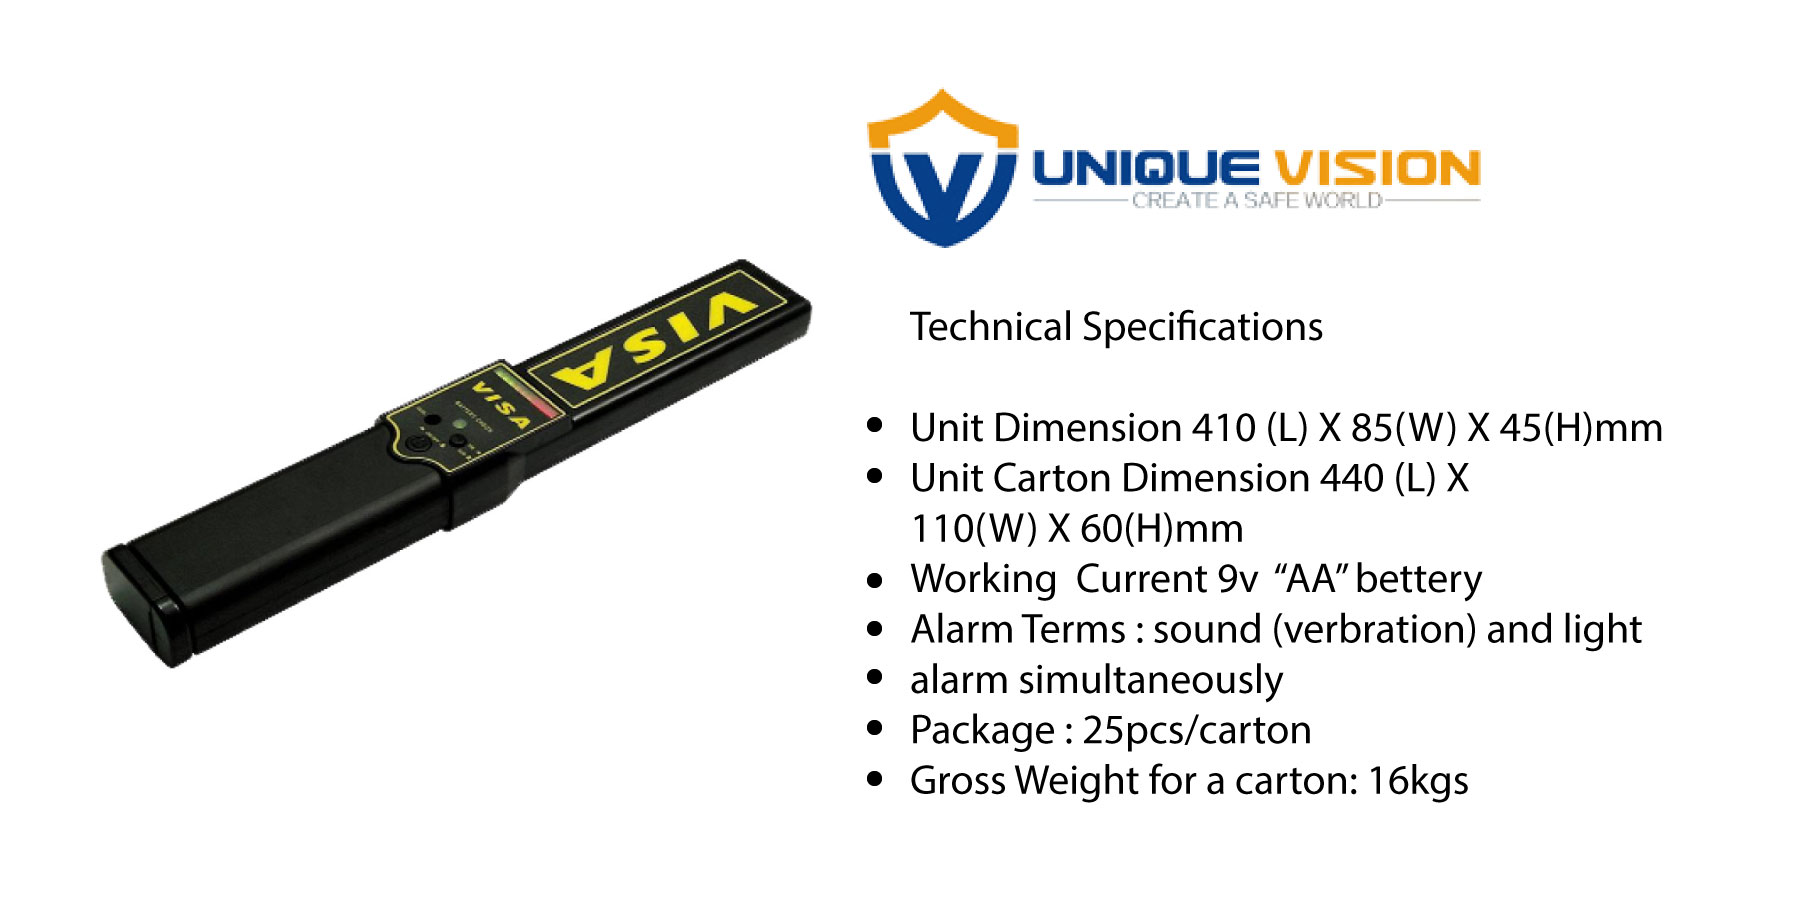 UNIQUE VISION
CREATE A SAFE WORLD
VISA
VISA
BATTERY CHECK
Technical Specifications
• Unit Dimension 410 (L) X 85(W) X 45(H)mm
• Unit Carton Dimension 440 (L) X
110(W) X 60(H)mm
• Working Current 9v “AA” bettery
• Alarm Terms : sound (verbration) and light
• alarm simultaneously
• Package : 25pcs/carton
• Gross Weight for a carton: 16kgs